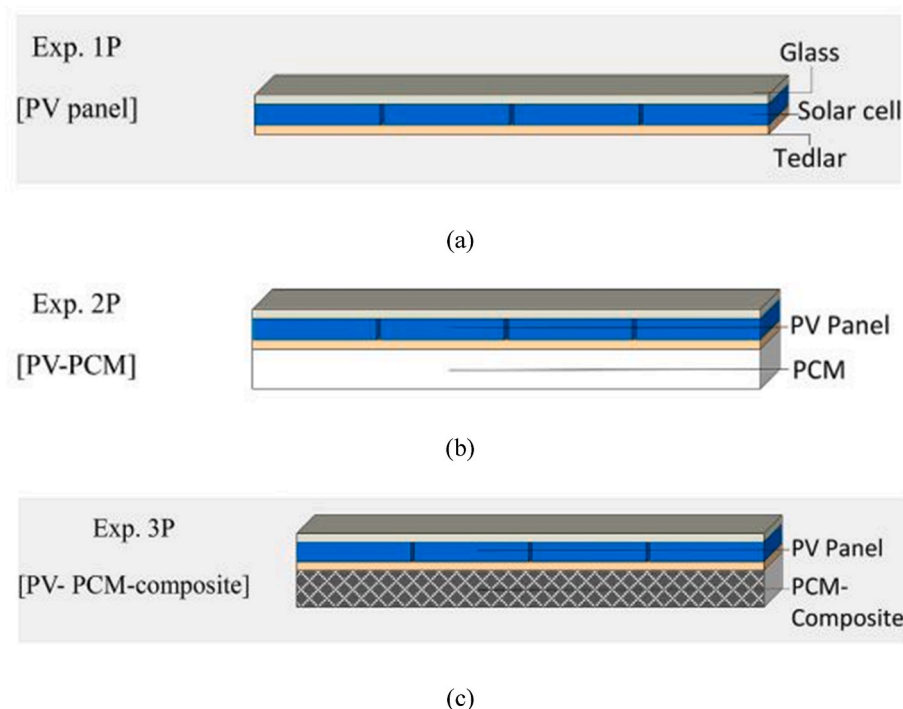 Exp. 1P
[PV panel]
Glass
Solar cell
Tedlar
(a)
Exp. 2P
[PV-PCM]
PV Panel
PCM
(b)
Exp. 3P
[PV- PCM-composite]
PV Panel
PCM-
Composite
(c)